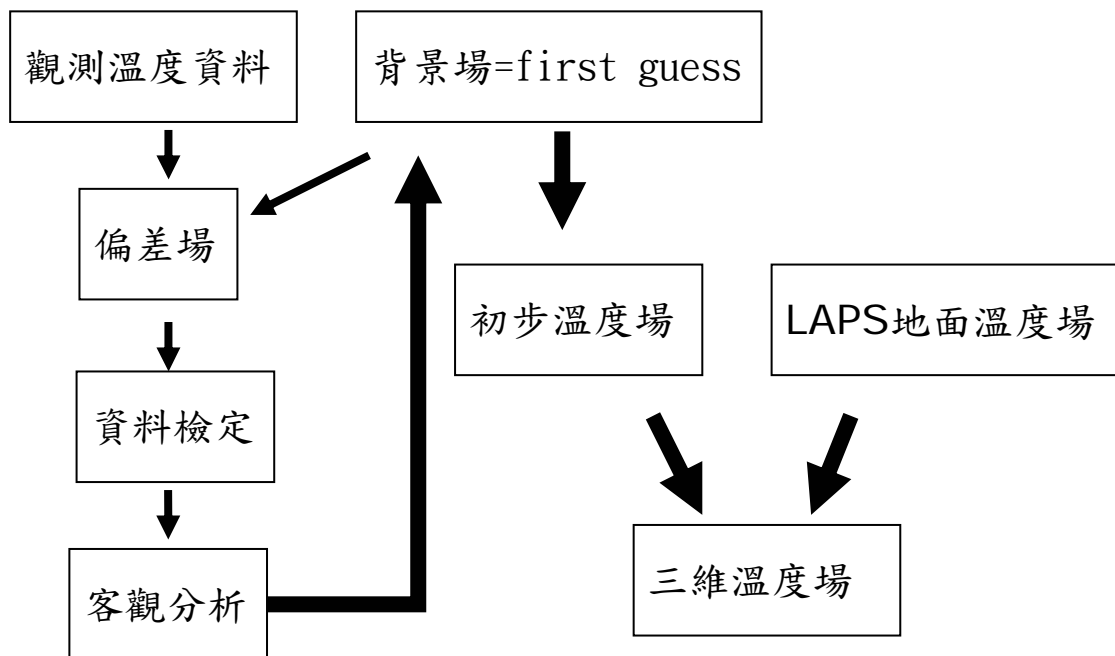 觀測溫度資料
背景場=first guess
偏差場
初步溫度場
LAPS地面溫度場
資料檢定
三維溫度場
客觀分析